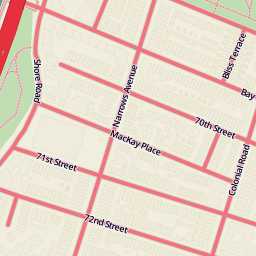 Bliss Terrace
Shore Road
Narrows Avenue
Bay
70th Street
MacKay Place
71st Street
Colonial Road
72nd Street